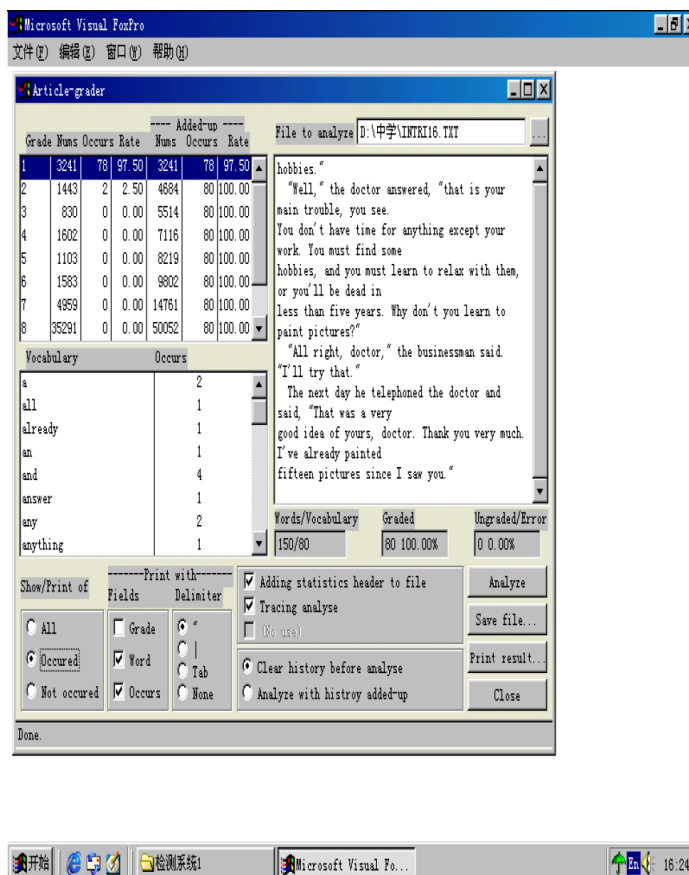 Microsoft Visual FoxPro
文件(F) 编辑(E) 窗口(W) 帮助(H)
Article-grader
---- Added-up ----
Grade Nums Occurs Rate Nums Occurs Rate
1 3241 78 97.50 3241 78 97.50
2 1443 2 2.50 4684 80 100.00
3 830 0 0.00 5514 80 100.00
4 1602 0 0.00 7116 80 100.00
5 1103 0 0.00 8219 80 100.00
6 1583 0 0.00 9802 80 100.00
7 4959 0 0.00 14761 80 100.00
8 35291 0 0.00 50052 80 100.00
File to analyze D:\中学\INTRI16.TXT ...
hobbies."
"Well," the doctor answered, "that is your
main trouble, you see.
You don't have time for anything except your
work. You must find some
hobbies, and you must learn to relax with them,
or you'll be dead in
less than five years. Why don't you learn to
paint pictures?"
"All right, doctor," the businessman said.
"I'll try that."
The next day he telephoned the doctor and
said, "That was a very
good idea of yours, doctor. Thank you very much.
I've already painted
fifteen pictures since I saw you."
Vocabulary Occurs
a 2
all 1
already 1
an 1
and 4
answer 1
any 2
anything 1
Words/Vocabulary Graded Ungraded/Error
150/80 80 100.00% 0 0.00%
Show/Print of
All
Occured
Not occured
-------Print with-------
Fields Delimiter
Grade "
Word |
Tab
Occurs None
Adding statistics header to file
Tracing analyse
(No use)
Clear history before analyse
Analyze with histroy added-up
Analyze
Save file...
Print result...
Close
Done.
开始 检测系统1 Microsoft Visual Fo... En 16:24